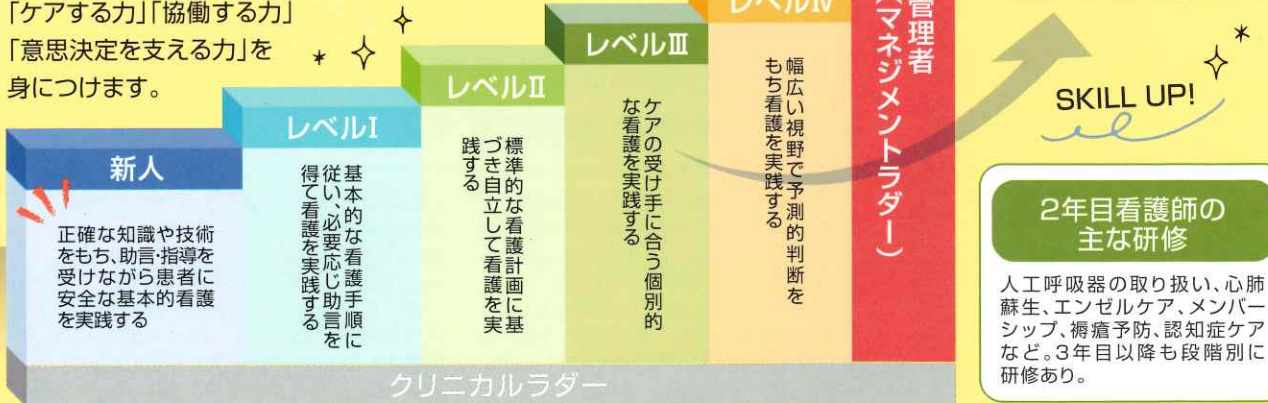 「ケアする力」「協働する力」
「意思決定を支える力」を
身につけます。
新人
正確な知識や技術
をもち、助言・指導を
受けながら患者に
安全な基本的看護
を実践する
レベルⅠ
基本的な看護手順に
従い、必要応じ助言を
得て看護を実践する
レベルⅡ
標準的な看護計画に基
づき自立して看護を実
践する
レベルⅢ
ケアの受け手に合う個別的
な看護を実践する
レベルⅣ
幅広い視野で予測的判断を
もち看護を実践する
管理者
(マネジメントラダー)
クリニカルラダー
SKILL UP!
2年目看護師の
主な研修
人工呼吸器の取り扱い、心肺
蘇生、エンゼルケア、メンバー
シップ、褥瘡予防、認知症ケア
など。3年目以降も段階別に
研修あり。